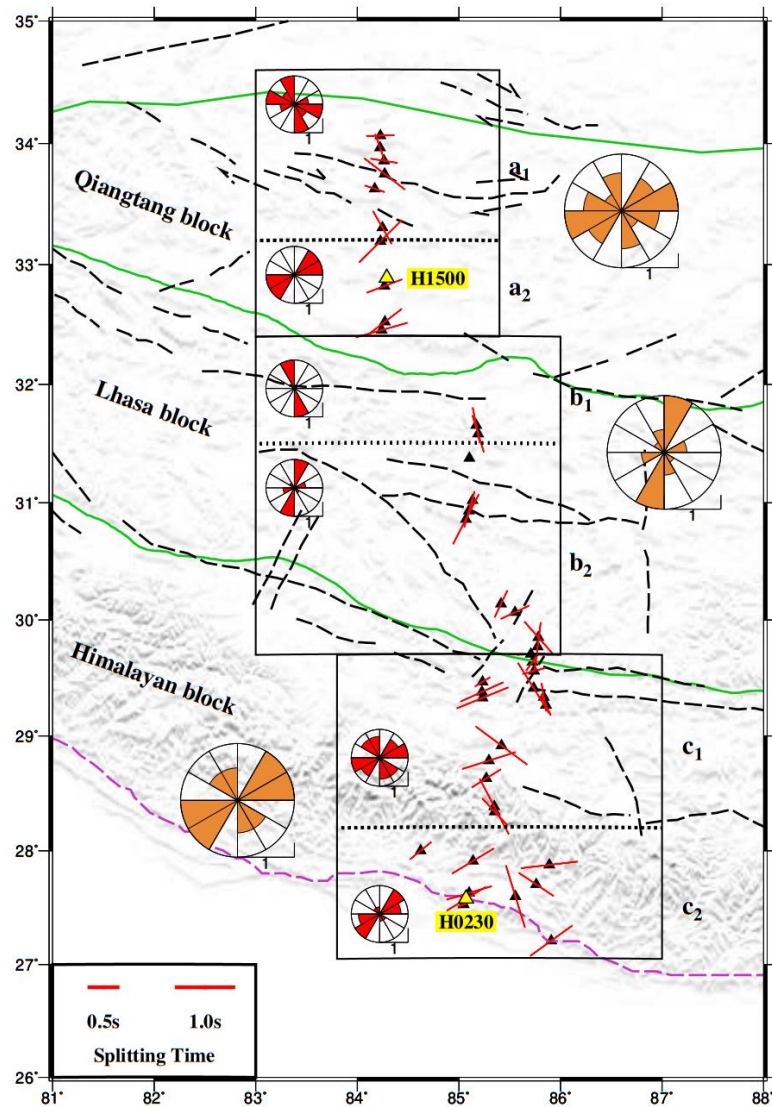 35°
34°
33°
32°
31°
30°
29°
28°
27°
26°
81°
82°
83°
84°
85°
86°
87°
88°
Qiangtang block
Lhasa block
Himalayan block
a1
a2
b1
b2
c1
c2
H1500
H0230
1
1
1
1
1
1
1
1
1
0.5s
1.0s
Splitting Time